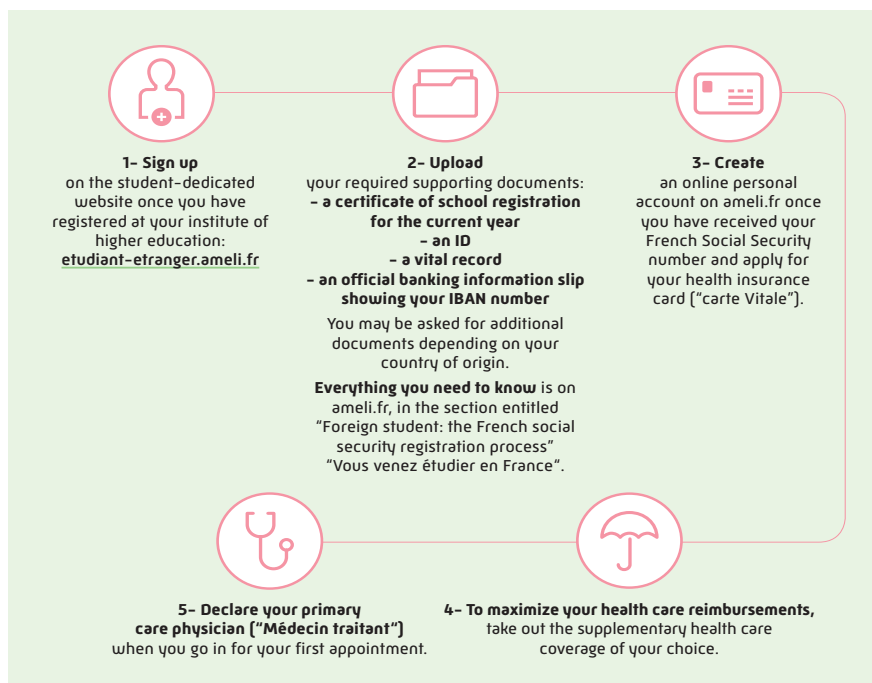 1- Sign up
on the student-dedicated
website once you have
registered at your institute of
higher education:
etudiant-etranger.ameli.fr
2- Upload
your required supporting documents:
- a certificate of school registration
for the current year
- an ID
- a vital record
- an official banking information slip
showing your IBAN number
You may be asked for additional
documents depending on your
country of origin.
Everything you need to know is on
ameli.fr, in the section entitled
"Foreign student: the French social
security registration process"
"Vous venez étudier en France".
3- Create
an online personal
account on ameli.fr once
you have received your
French Social Security
number and apply for
your health insurance
card ("carte Vitale").
4- To maximize your health care reimbursements,
take out the supplementary health care
coverage of your choice.
5- Declare your primary
care physician ("Médecin traitant")
when you go in for your first appointment.